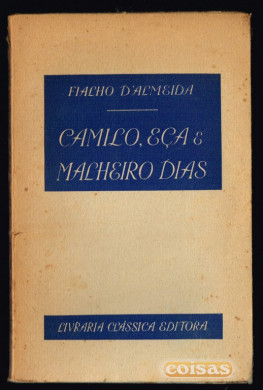 FIALHO D'ALMEIDA
CAMILO, EÇA E
MALHEIRO DIAS
LIVRARIA CLÁSSICA EDITORA
coisas